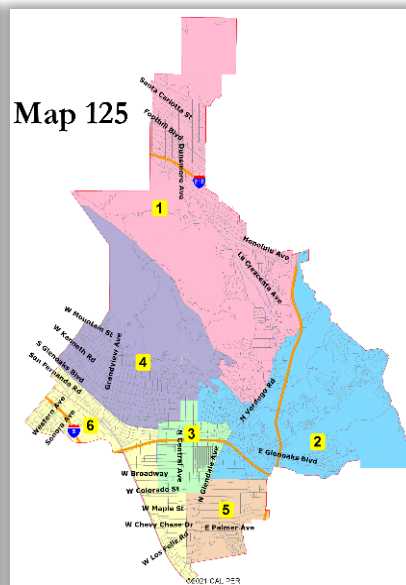 Santa Carlotta St
Map 125
Foothill Blvd
N Dunsmore Ave
1
Honolulu Ave
La Crescenta Ave
W Mountain St
W Kenneth Rd
Grandview Ave
S Glenoaks Blvd
San Fernando Rd
4
N Verdugo Rd
Western Ave
Sonora Ave
6
5
3
2
N Central Ave
E Glenoaks Blvd
N Glendale Ave
W Broadway
W Colorado St
W Maple St
5
W Chevy Chase Dr
E Palmer Ave
W Los Feliz Rd
©2021 CALIPER